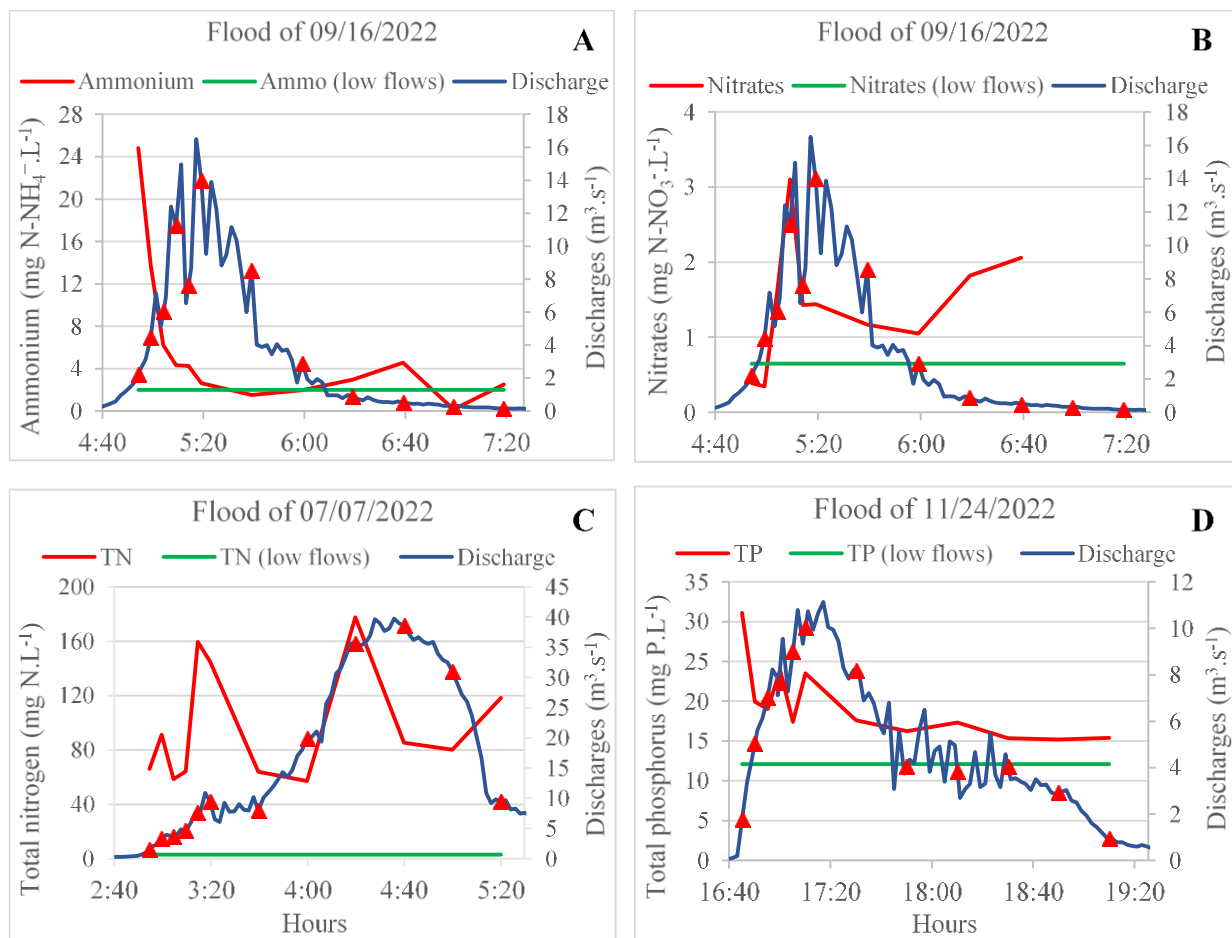 Flood of 09/16/2022 A
Ammonium Ammo (low flows) Discharge
Ammonium (mg N-NH₄⁻.L⁻¹)
28
24
20
16
12
8
4
0
18
16
14
12
10
8
6
4
2
0
Discharges (m³.s⁻¹)
4:40 5:20 6:00 6:40 7:20
Flood of 09/16/2022 B
Nitrates Nitrates (low flows) Discharge
Nitrates (mg N-NO₃-.L⁻¹)
4
3
2
1
0
18
16
14
12
10
8
6
4
2
0
Discharges (m³.s⁻¹)
4:40 5:20 6:00 6:40 7:20
Flood of 07/07/2022 C
TN TN (low flows) Discharge
Total nitrogen (mg N.L⁻¹)
200
160
120
80
40
0
45
40
35
30
25
20
15
10
5
0
Discharges (m³.s⁻¹)
2:40 3:20 4:00 4:40 5:20
Hours
Flood of 11/24/2022 D
TP TP (low flows) Discharge
Total phosphorus (mg P.L⁻¹)
35
30
25
20
15
10
5
0
12
10
8
6
4
2
0
Discharges (m³.s⁻¹)
16:40 17:20 18:00 18:40 19:20
Hours